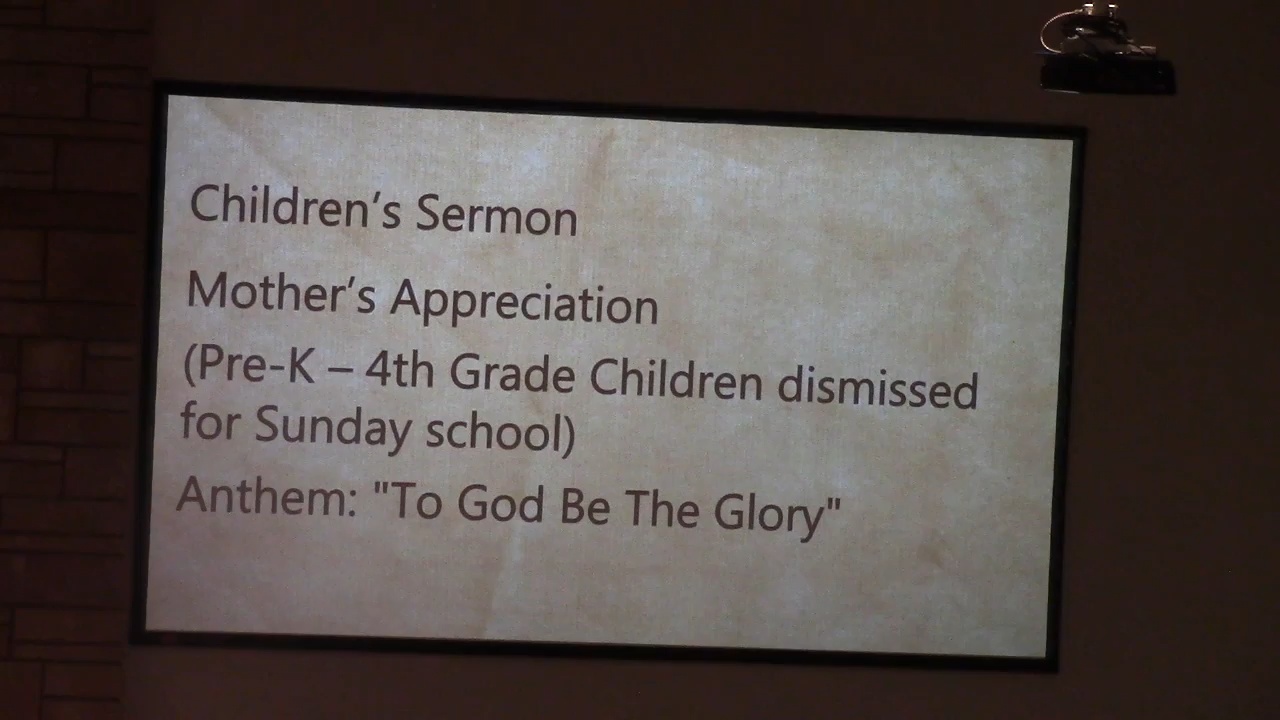 Children’s Sermon
Mother’s Appreciation
(Pre-K – 4th Grade Children dismissed
for Sunday school)
Anthem: "To God Be The Glory"